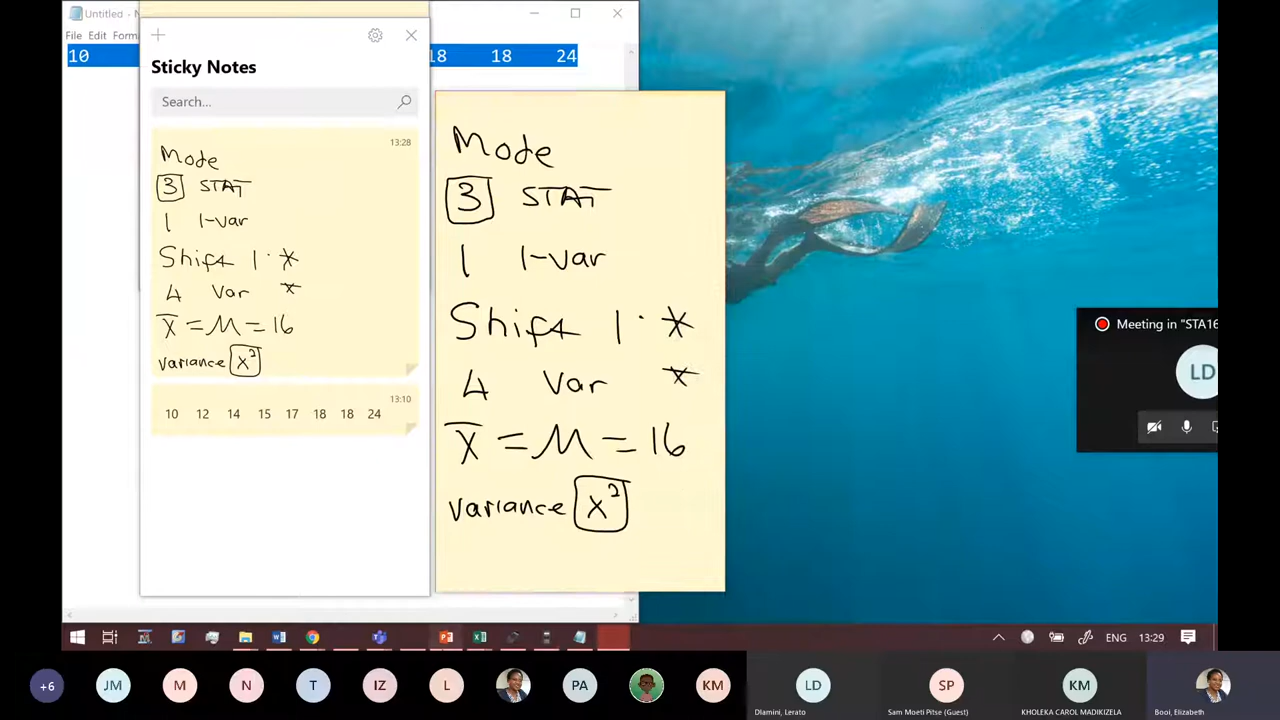 Untitled - N
File Edit Form
10 18 18 24
Sticky Notes
Search...
13:28
Mode
3 STAT
1 1-var
Shift 1 *
4 Var *
x̄ = M = 16
variance x²
13:10
10 12 14 15 17 18 18 24
Mode
3 STAT
1 1-var
Shift 1 *
4 Var *
x̄ = M = 16
variance x²
Meeting in "STA16
LD
ENG 13:29
+6 JM M N T IZ L PA KM LD SP KM
Dlamini, Lerato Sam Moeti Pitse (Guest) KHOLEKA CAROL MADIKIZELA Booi, Elizabeth